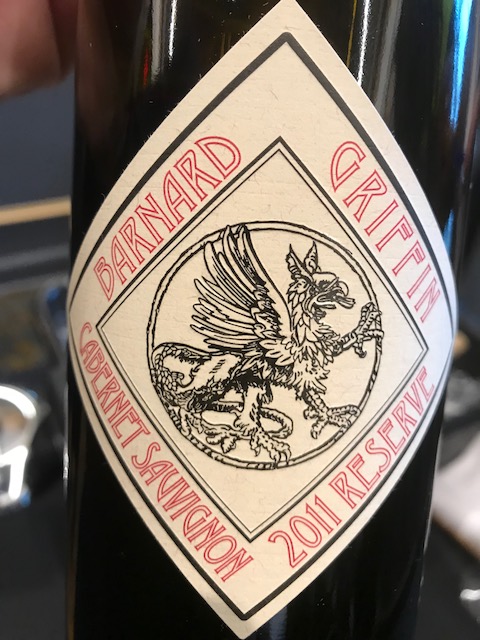 BARNARD
GRIFFIN
CABERNET SAUVIGNON
2011 RESERVE